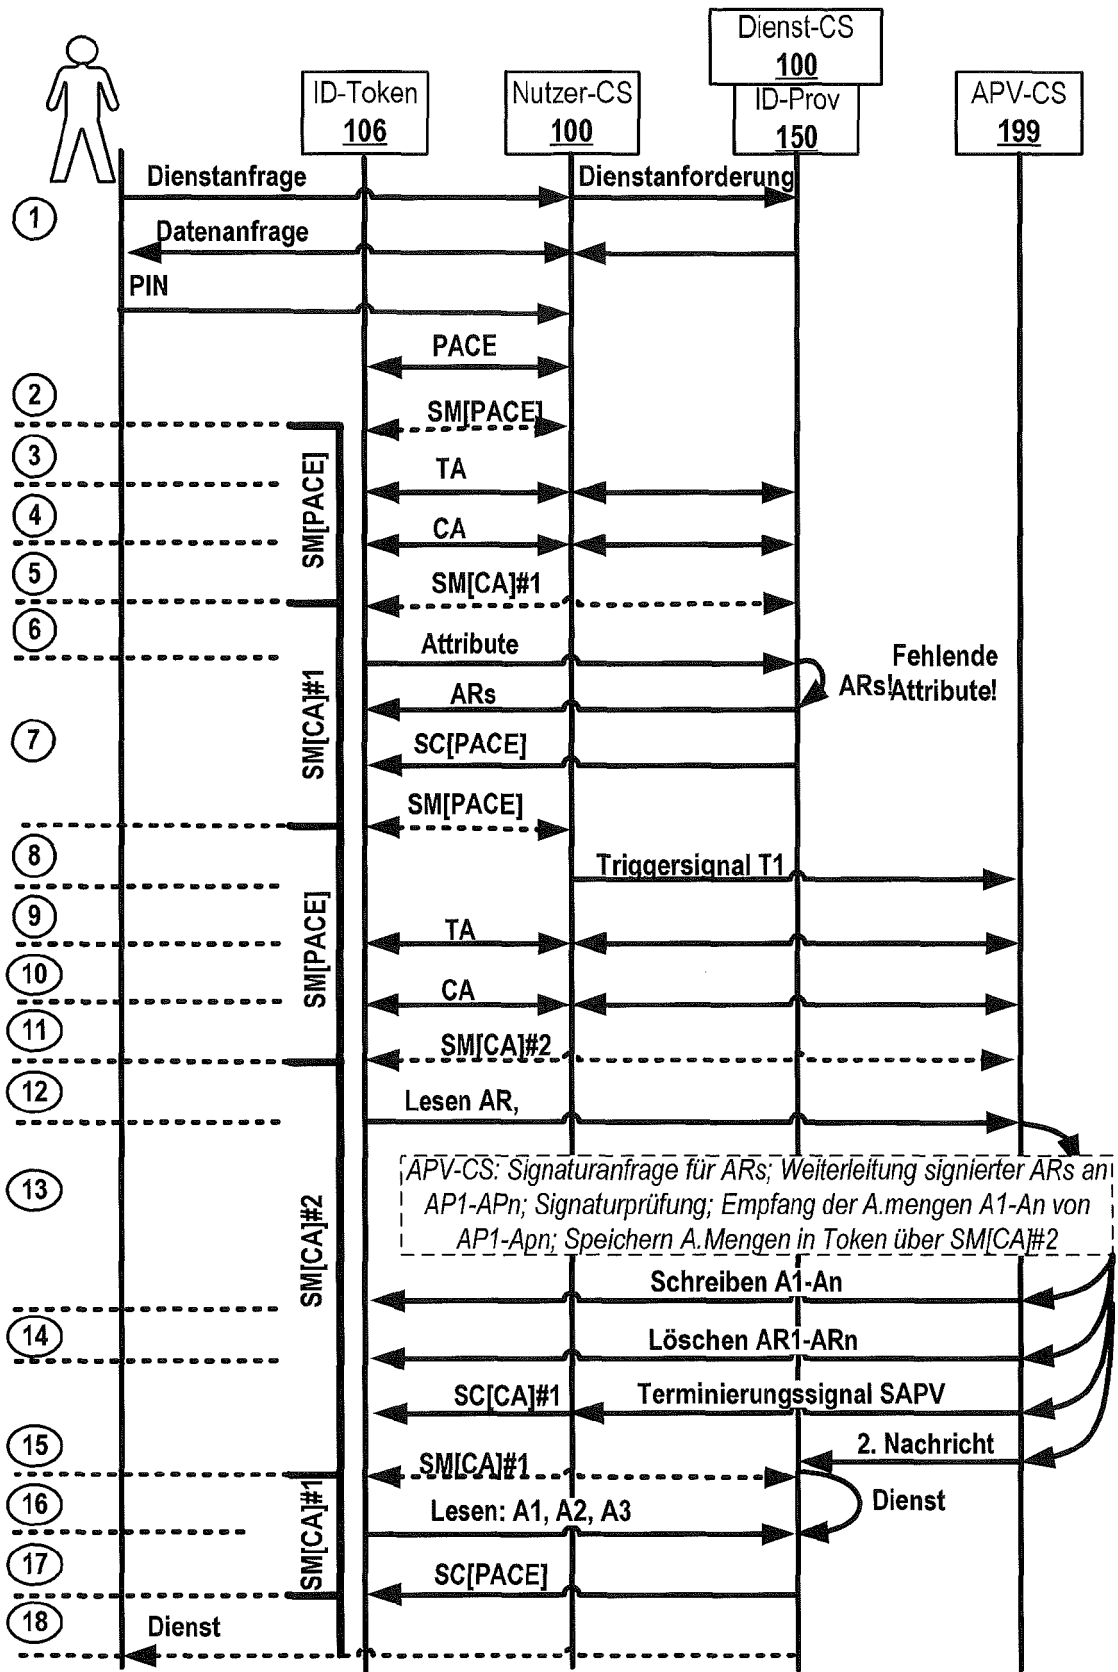 Dienst-CS
100
ID-Token
106
Nutzer-CS
100
ID-Prov
150
APV-CS
199
Dienstanfrage
Dienstanforderung
1
Datenanfrage
PIN
PACE
2
SM[PACE]
3
TA
SM[PACE]
4
CA
5
SM[CA]#1
6
Attribute
Fehlende
Attribute!
ARs!
ARs
SM[CA]#1
7
SC[PACE]
SM[PACE]
8
Triggersignal T1
9
TA
SM[PACE]
10
CA
11
SM[CA]#2
12
Lesen AR,
13
APV-CS: Signaturanfrage für ARs; Weiterleitung signierter ARs an
AP1-APn; Signaturprüfung; Empfang der A.mengen A1-An von
AP1-Apn; Speichern A.Mengen in Token über SM[CA]#2
SM[CA]#2
Schreiben A1-An
14
Löschen AR1-ARn
SC[CA]#1
Terminierungssignal SAPV
15
2. Nachricht
SM[CA]#1
16
Lesen: A1, A2, A3
Dienst
SM[CA]#1
17
SC[PACE]
18
Dienst